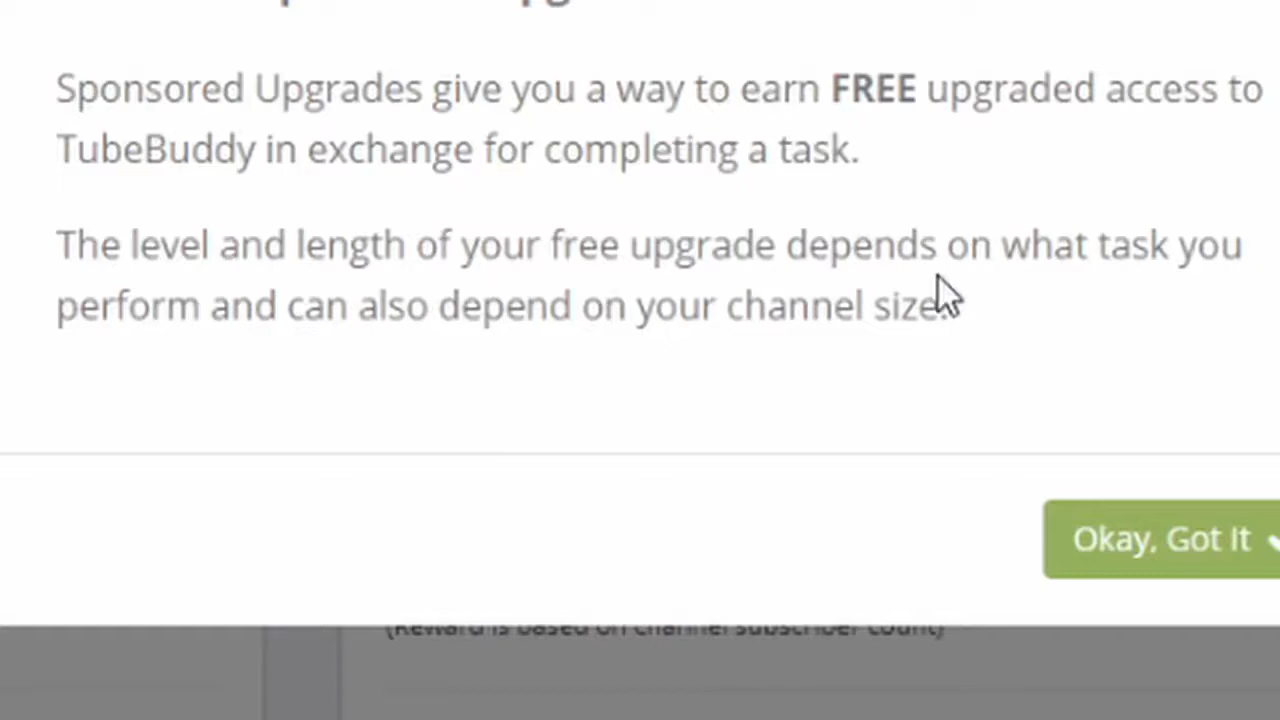 Sponsored Upgrades give you a way to earn FREE upgraded access to
TubeBuddy in exchange for completing a task.
The level and length of your free upgrade depends on what task you
perform and can also depend on your channel size.
Okay, Got It
(Reward is based on channel subscriber count)